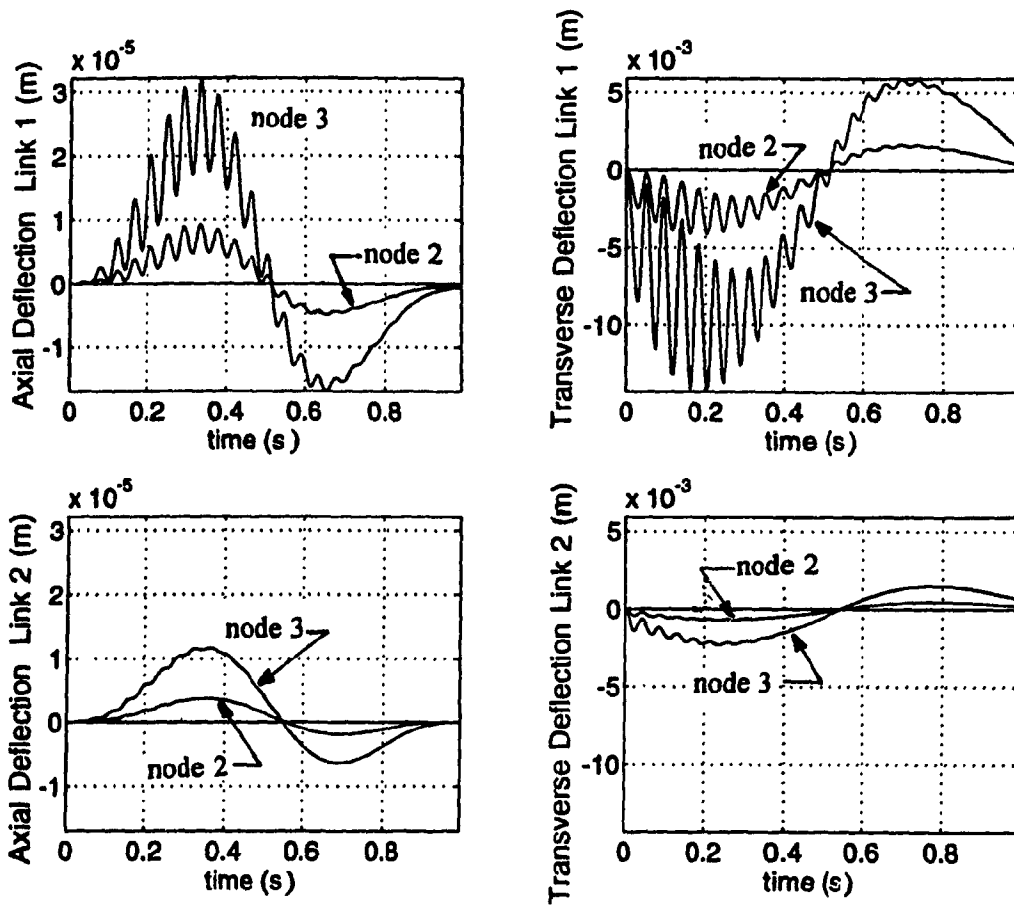 x 10⁻⁵
Axial Deflection Link 1 (m)
3
2
1
0
-1
node 3
node 2
0 0.2 0.4 0.6 0.8
time (s)
x 10⁻³
Transverse Deflection Link 1 (m)
5
0
-5
-10
node 2
node 3
0 0.2 0.4 0.6 0.8
time (s)
x 10⁻⁵
Axial Deflection Link 2 (m)
3
2
1
0
-1
node 3
node 2
0 0.2 0.4 0.6 0.8
time (s)
x 10⁻³
Transverse Deflection Link 2 (m)
5
0
-5
-10
node 2
node 3
0 0.2 0.4 0.6 0.8
time (s)